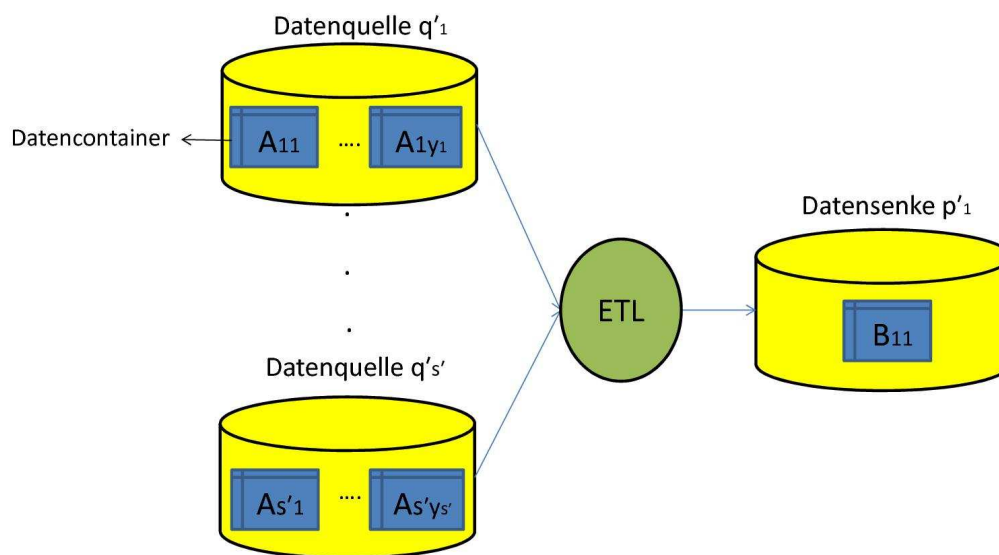 Datenquelle q'1
Datencontainer
A11 .... A1y1
.
.
.
Datensenke p'1
ETL
B11
Datenquelle q's'
As'1 .... As'ys'